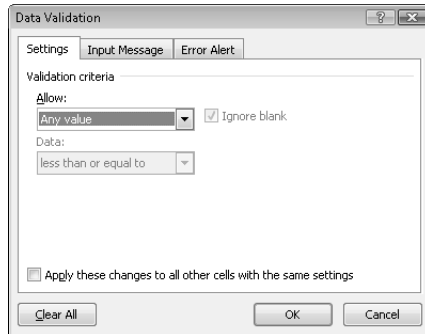 Data Validation
Settings Input Message Error Alert
Validation criteria
Allow:
Any value Ignore blank
Data:
less than or equal to
Apply these changes to all other cells with the same settings
Clear All OK Cancel